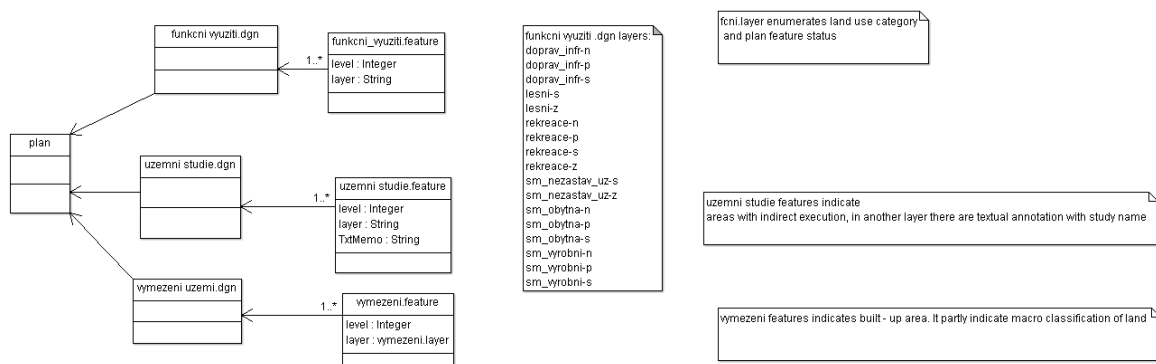 funkcni vyuziti.dgn
funkcni_vyuziti.feature
level : Integer
layer : String
1..*
plan
uzemni studie.dgn
uzemni studie.feature
level : Integer
layer : String
TxtMemo : String
1..*
vymezeni uzemi.dgn
vymezeni.feature
level : Integer
layer : vymezeni.layer
1..*
funkcni vyuziti .dgn layers:
doprav_infr-n
doprav_infr-p
doprav_infr-s
lesni-s
lesni-z
rekreace-n
rekreace-p
rekreace-s
rekreace-z
sm_nezastav_uz-s
sm_nezastav_uz-z
sm_obytna-n
sm_obytna-p
sm_obytna-s
sm_vyrobni-n
sm_vyrobni-p
sm_vyrobni-s
fcni.layer enumerates land use category
and plan feature status
uzemni studie features indicate
areas with indirect execution, in another layer there are textual annotation with study name
vymezeni features indicates built - up area. It partly indicate macro classification of land